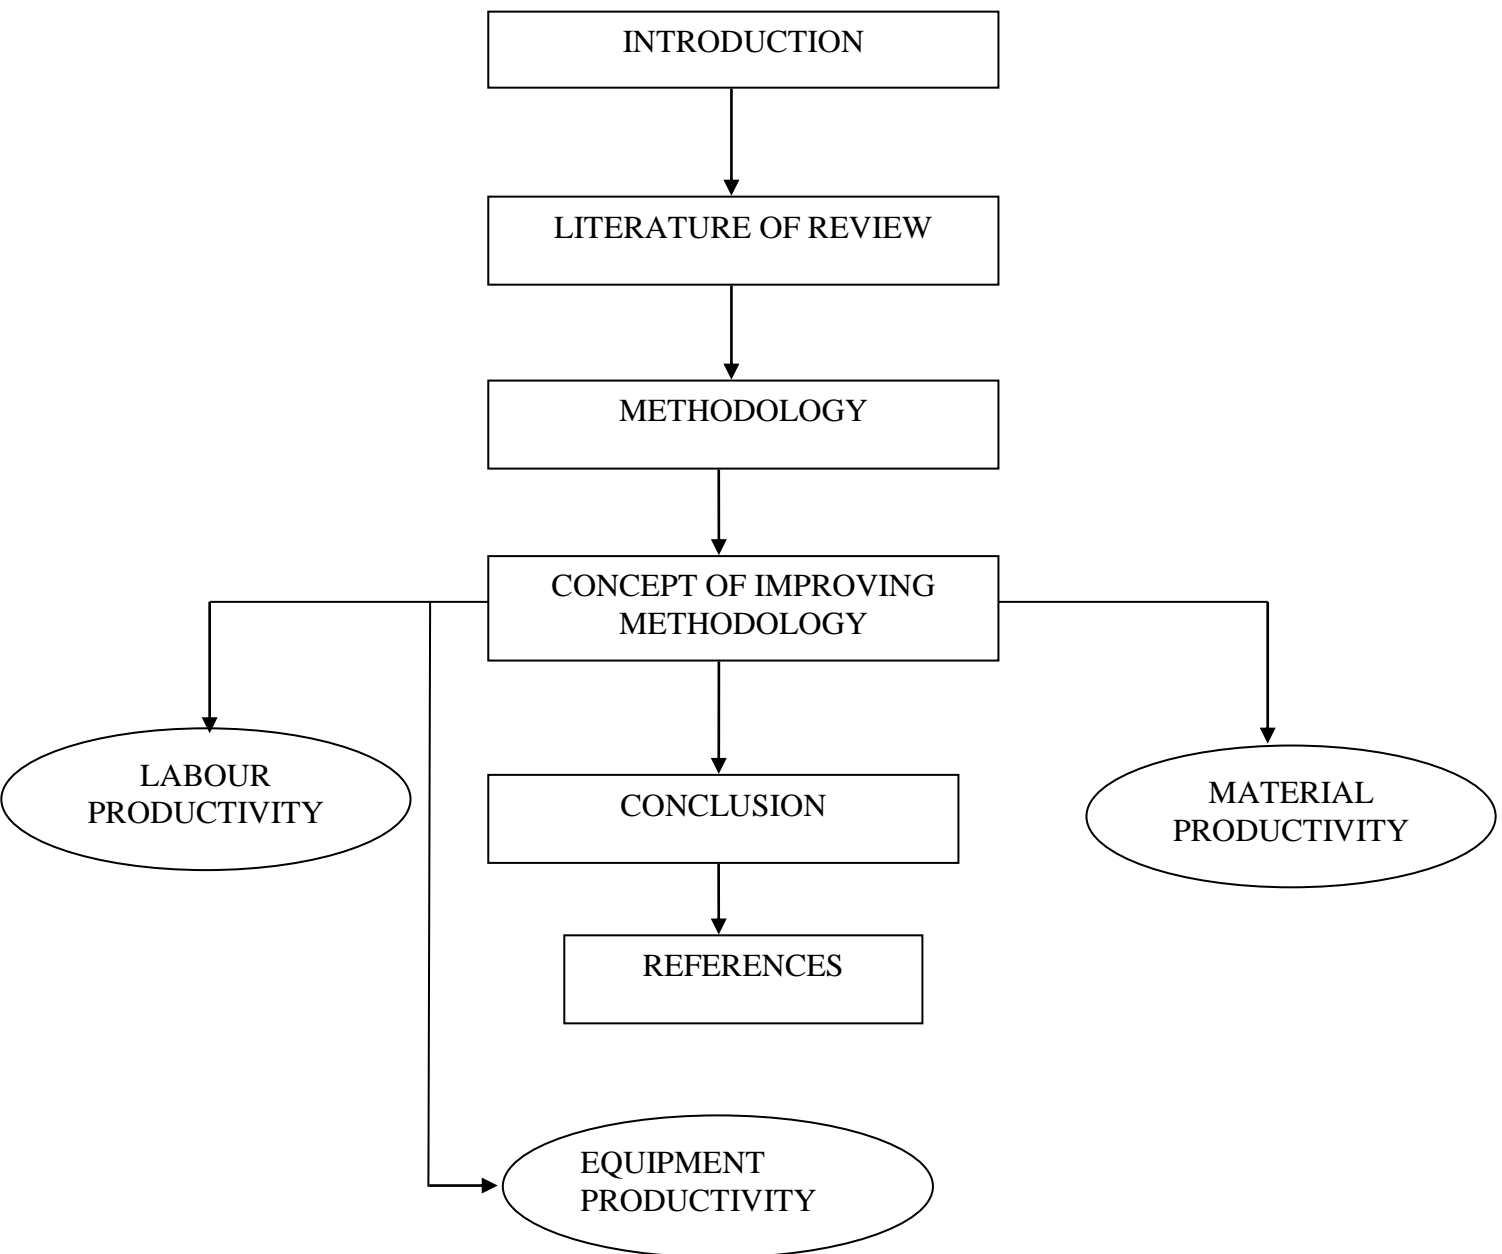 INTRODUCTION
LITERATURE OF REVIEW
METHODOLOGY
CONCEPT OF IMPROVING
METHODOLOGY
LABOUR
PRODUCTIVITY
CONCLUSION
MATERIAL
PRODUCTIVITY
REFERENCES
EQUIPMENT
PRODUCTIVITY